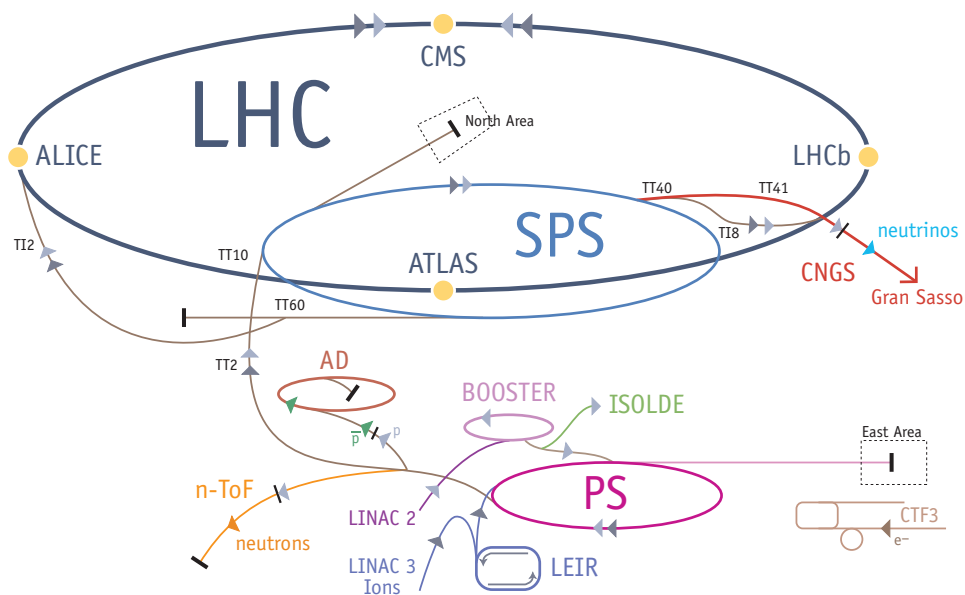 CMS
LHC
North Area
ALICE
LHCb
TT40
TT41
SPS
TI8
neutrinos
TI2
TT10
ATLAS
CNGS
Gran Sasso
TT60
TT2
AD
BOOSTER
ISOLDE
p
p
East Area
n-ToF
PS
LINAC 2
CTF3
neutrons
e–
LINAC 3
Ions
LEIR